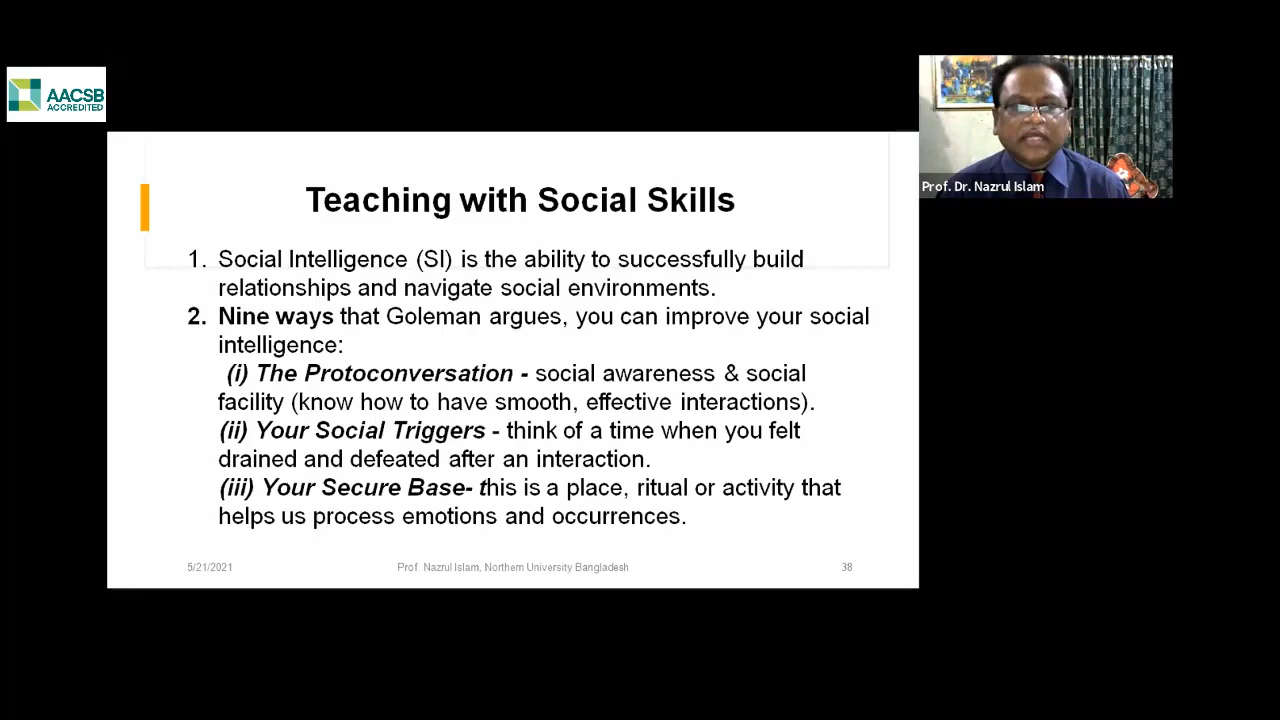 AACSB
ACCREDITED
Prof. Dr. Nazrul Islam
Teaching with Social Skills
1. Social Intelligence (SI) is the ability to successfully build
relationships and navigate social environments.
2. Nine ways that Goleman argues, you can improve your social
intelligence:
(i) The Protoconversation - social awareness & social
facility (know how to have smooth, effective interactions).
(ii) Your Social Triggers - think of a time when you felt
drained and defeated after an interaction.
(iii) Your Secure Base- this is a place, ritual or activity that
helps us process emotions and occurrences.
5/21/2021
Prof. Nazrul Islam, Northern University Bangladesh
38